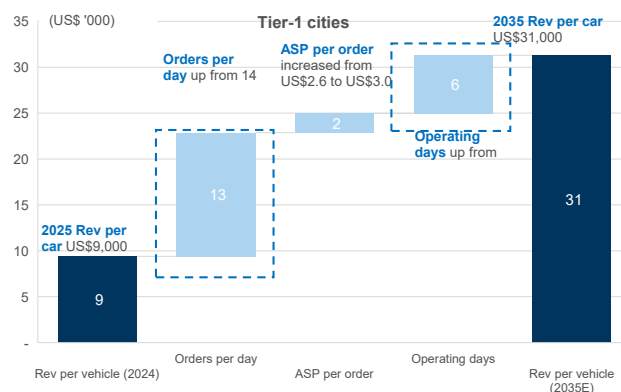 (US$ '000)
Tier-1 cities
35
30
25
20
15
10
5
-
2025 Rev per
car US$9,000
Orders per
day up from 14
ASP per order
increased from
US$2.6 to US$3.0
Operating
days up from
2035 Rev per car
US$31,000
9
13
2
6
31
Rev per vehicle (2024)
Orders per day
ASP per order
Operating days
Rev per vehicle
(2035E)